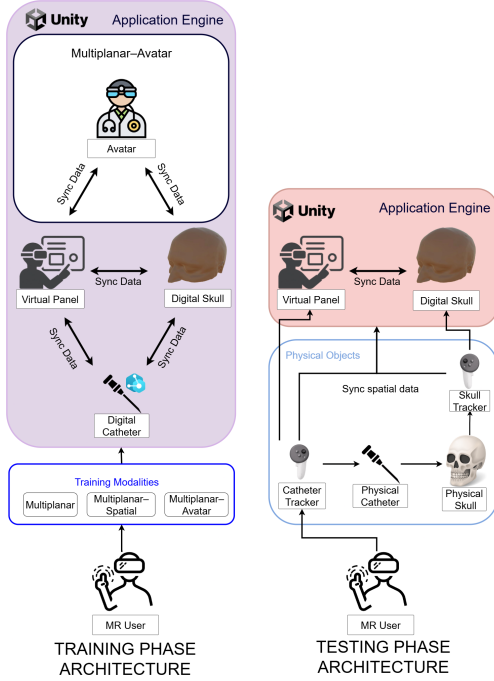 Unity Application Engine
Multiplanar–Avatar
Avatar
Sync Data
Sync Data
Virtual Panel
Sync Data
Digital Skull
Sync Data
Sync Data
Digital
Catheter
Training Modalities
Multiplanar
Multiplanar–
Spatial
Multiplanar–
Avatar
MR User
TRAINING PHASE
ARCHITECTURE
Unity Application Engine
Virtual Panel
Sync Data
Digital Skull
Physical Objects
Sync spatial data
Skull
Tracker
Catheter
Tracker
Physical
Catheter
Physical
Skull
MR User
TESTING PHASE
ARCHITECTURE